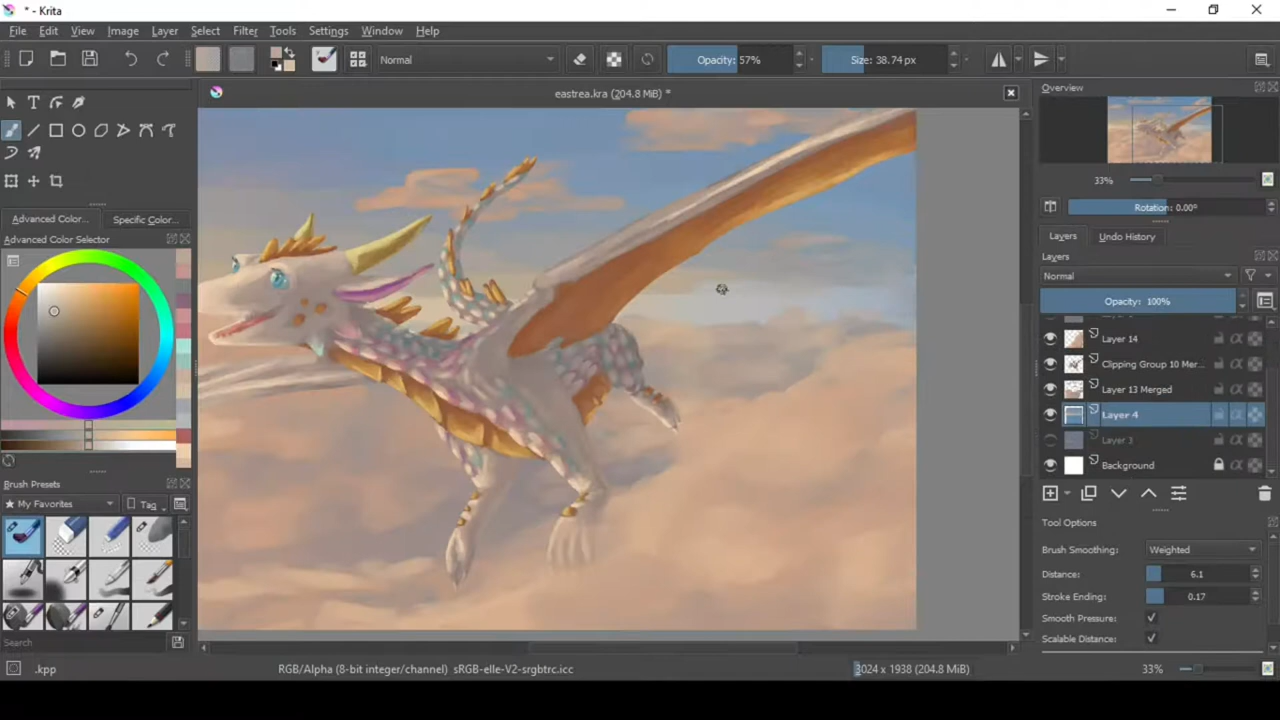 * - Krita
File Edit View Image Layer Select Filter Tools Settings Window Help
Normal Opacity: 57% Size: 38.74 px
eastrea.kra (204.8 MiB) *
Overview
33%
Rotation: 0.00°
Advanced Color... Specific Color...
Advanced Color Selector
Layers Undo History
Layers
Normal
Opacity: 100%
Layer 14
Clipping Group 10 Mer...
Layer 13 Merged
Layer 4
Layer 3
Background
Brush Presets
My Favorites Tag
Search
Tool Options
Brush Smoothing: Weighted
Distance: 6.1
Stroke Ending: 0.17
Smooth Pressure:
Scalable Distance:
.kpp RGB/Alpha (8-bit integer/channel) sRGB-elle-V2-srgbtrc.icc 3024 x 1938 (204.8 MiB) 33%